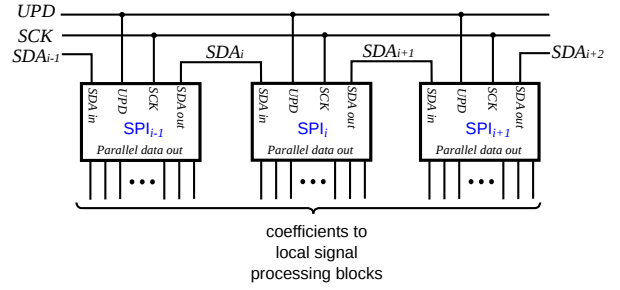 UPD
SCK
SDAi-1
SDAi
SDAi+1
SDAi+2
SDA in
UPD
SCK
SDA out
SPIi-1
Parallel data out
SDA in
UPD
SCK
SDA out
SPIi
Parallel data out
SDA in
UPD
SCK
SDA out
SPIi+1
Parallel data out
coefficients to
local signal
processing blocks